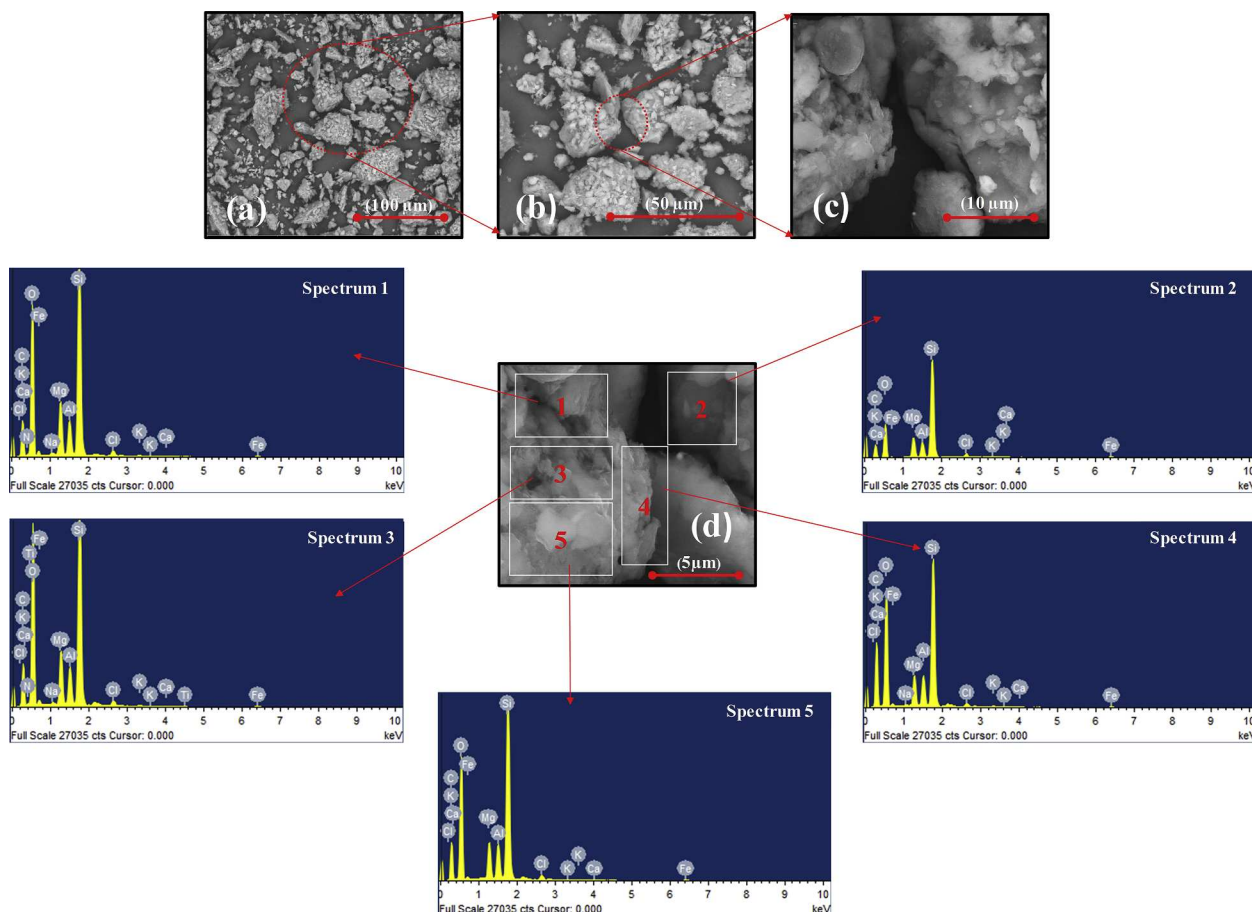 (a)
(100 µm)
(b)
(50 µm)
(c)
(10 µm)
Spectrum 1
Si
O
Fe
C
K
Ca
Cl
N
Na
Mg
Al
Cl
K
K
Ca
Fe
0 1 2 3 4 5 6 7 8 9 10
Full Scale 27035 cts Cursor: 0.000
keV
Spectrum 2
Si
O
C
K
Ca
Fe
Mg
Al
Cl
K
K
Ca
Fe
0 1 2 3 4 5 6 7 8 9 10
Full Scale 27035 cts Cursor: 0.000
keV
1
2
3
4
5
(d)
(5µm)
Spectrum 3
Si
Fe
Ti
O
C
K
Ca
Cl
N
Na
Mg
Al
Cl
K
K
Ca
Ti
Fe
0 1 2 3 4 5 6 7 8 9 10
Full Scale 27035 cts Cursor: 0.000
keV
Spectrum 4
Si
O
C
K
Fe
Ca
Cl
Mg
Al
Na
Cl
K
K
Ca
Fe
0 1 2 3 4 5 6 7 8 9 10
Full Scale 27035 cts Cursor: 0.000
keV
Spectrum 5
Si
O
Fe
C
K
Ca
Cl
Mg
Al
Cl
K
K
Ca
Fe
0 1 2 3 4 5 6 7 8 9 10
Full Scale 27035 cts Cursor: 0.000
keV